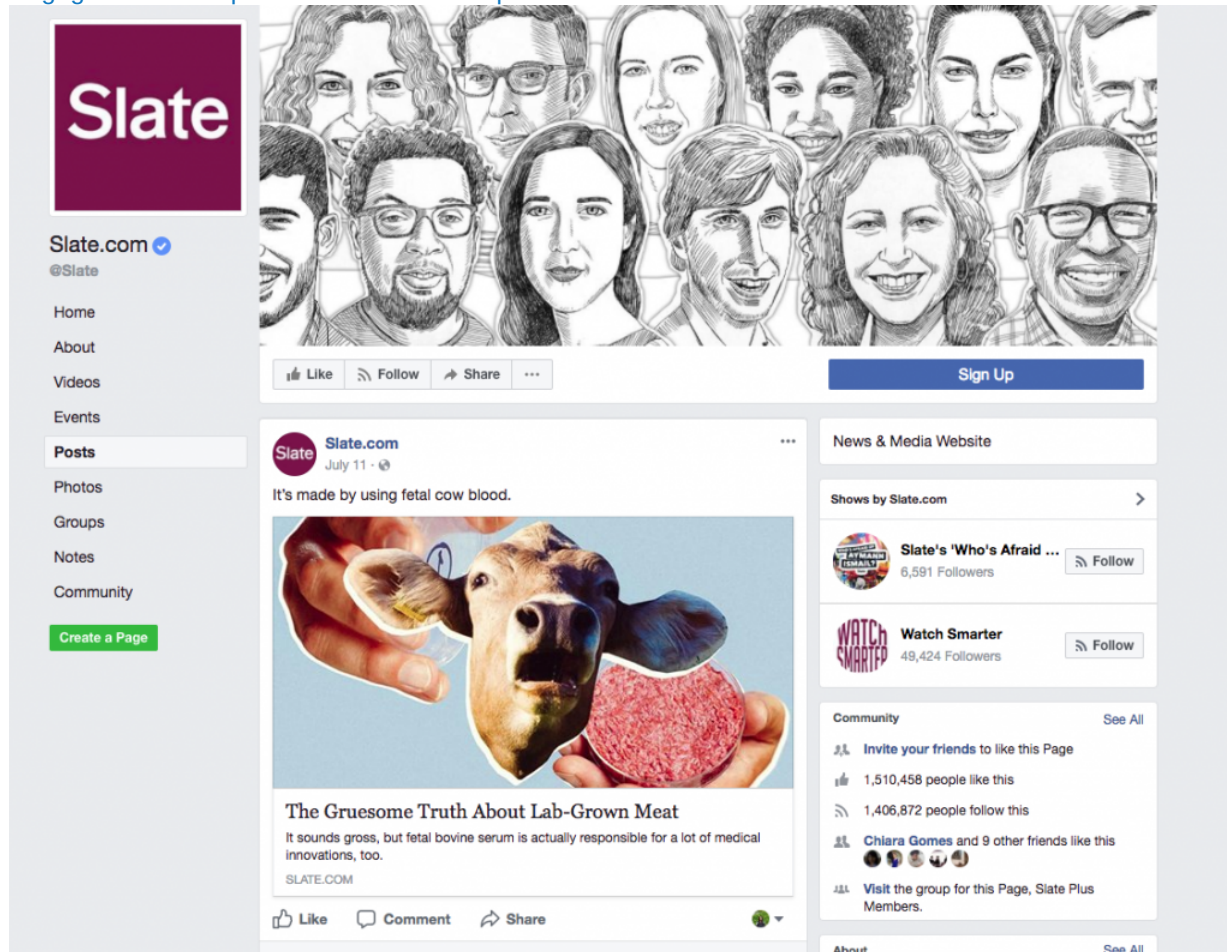 Slate
Slate.com
@Slate
Home
About
Videos
Events
Posts
Photos
Groups
Notes
Community
Create a Page
Like Follow Share ...
Sign Up
Slate
Slate.com
July 11
It's made by using fetal cow blood.
The Gruesome Truth About Lab-Grown Meat
It sounds gross, but fetal bovine serum is actually responsible for a lot of medical
innovations, too.
SLATE.COM
Like Comment Share
News & Media Website
Shows by Slate.com
AYMANN
ISMAIL?
Slate's 'Who's Afraid ...
6,591 Followers
Follow
WATCH
SMARTER
Watch Smarter
49,424 Followers
Follow
Community See All
Invite your friends to like this Page
1,510,458 people like this
1,406,872 people follow this
Chiara Gomes and 9 other friends like this
Visit the group for this Page, Slate Plus
Members.
About See All